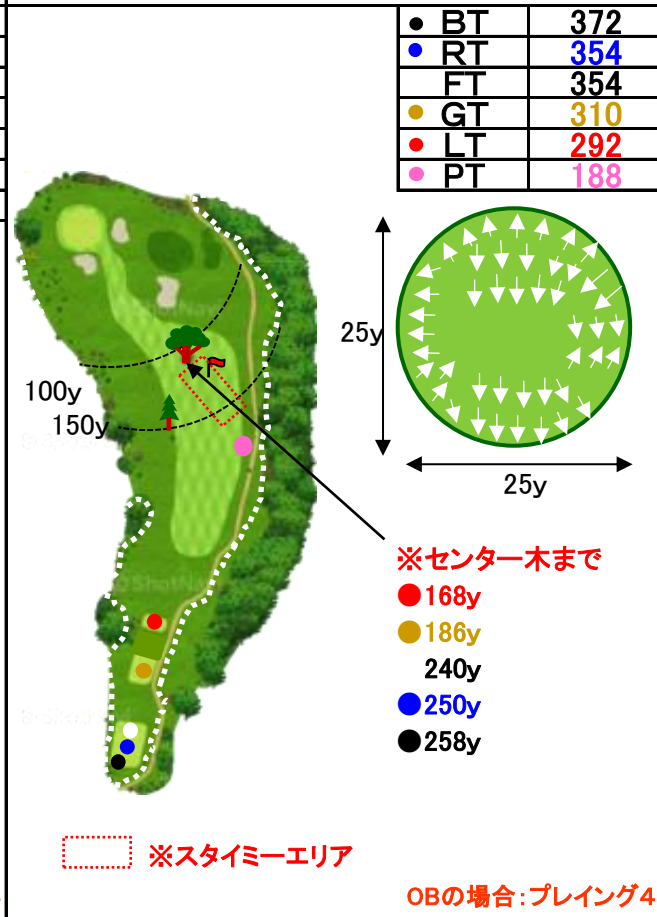 BT 372
RT 354
FT 354
GT 310
LT 292
PT 188
25y
25y
100y
150y
※センター木まで
168y
186y
240y
250y
258y
※スタイミーエリア
OBの場合:プレイング4